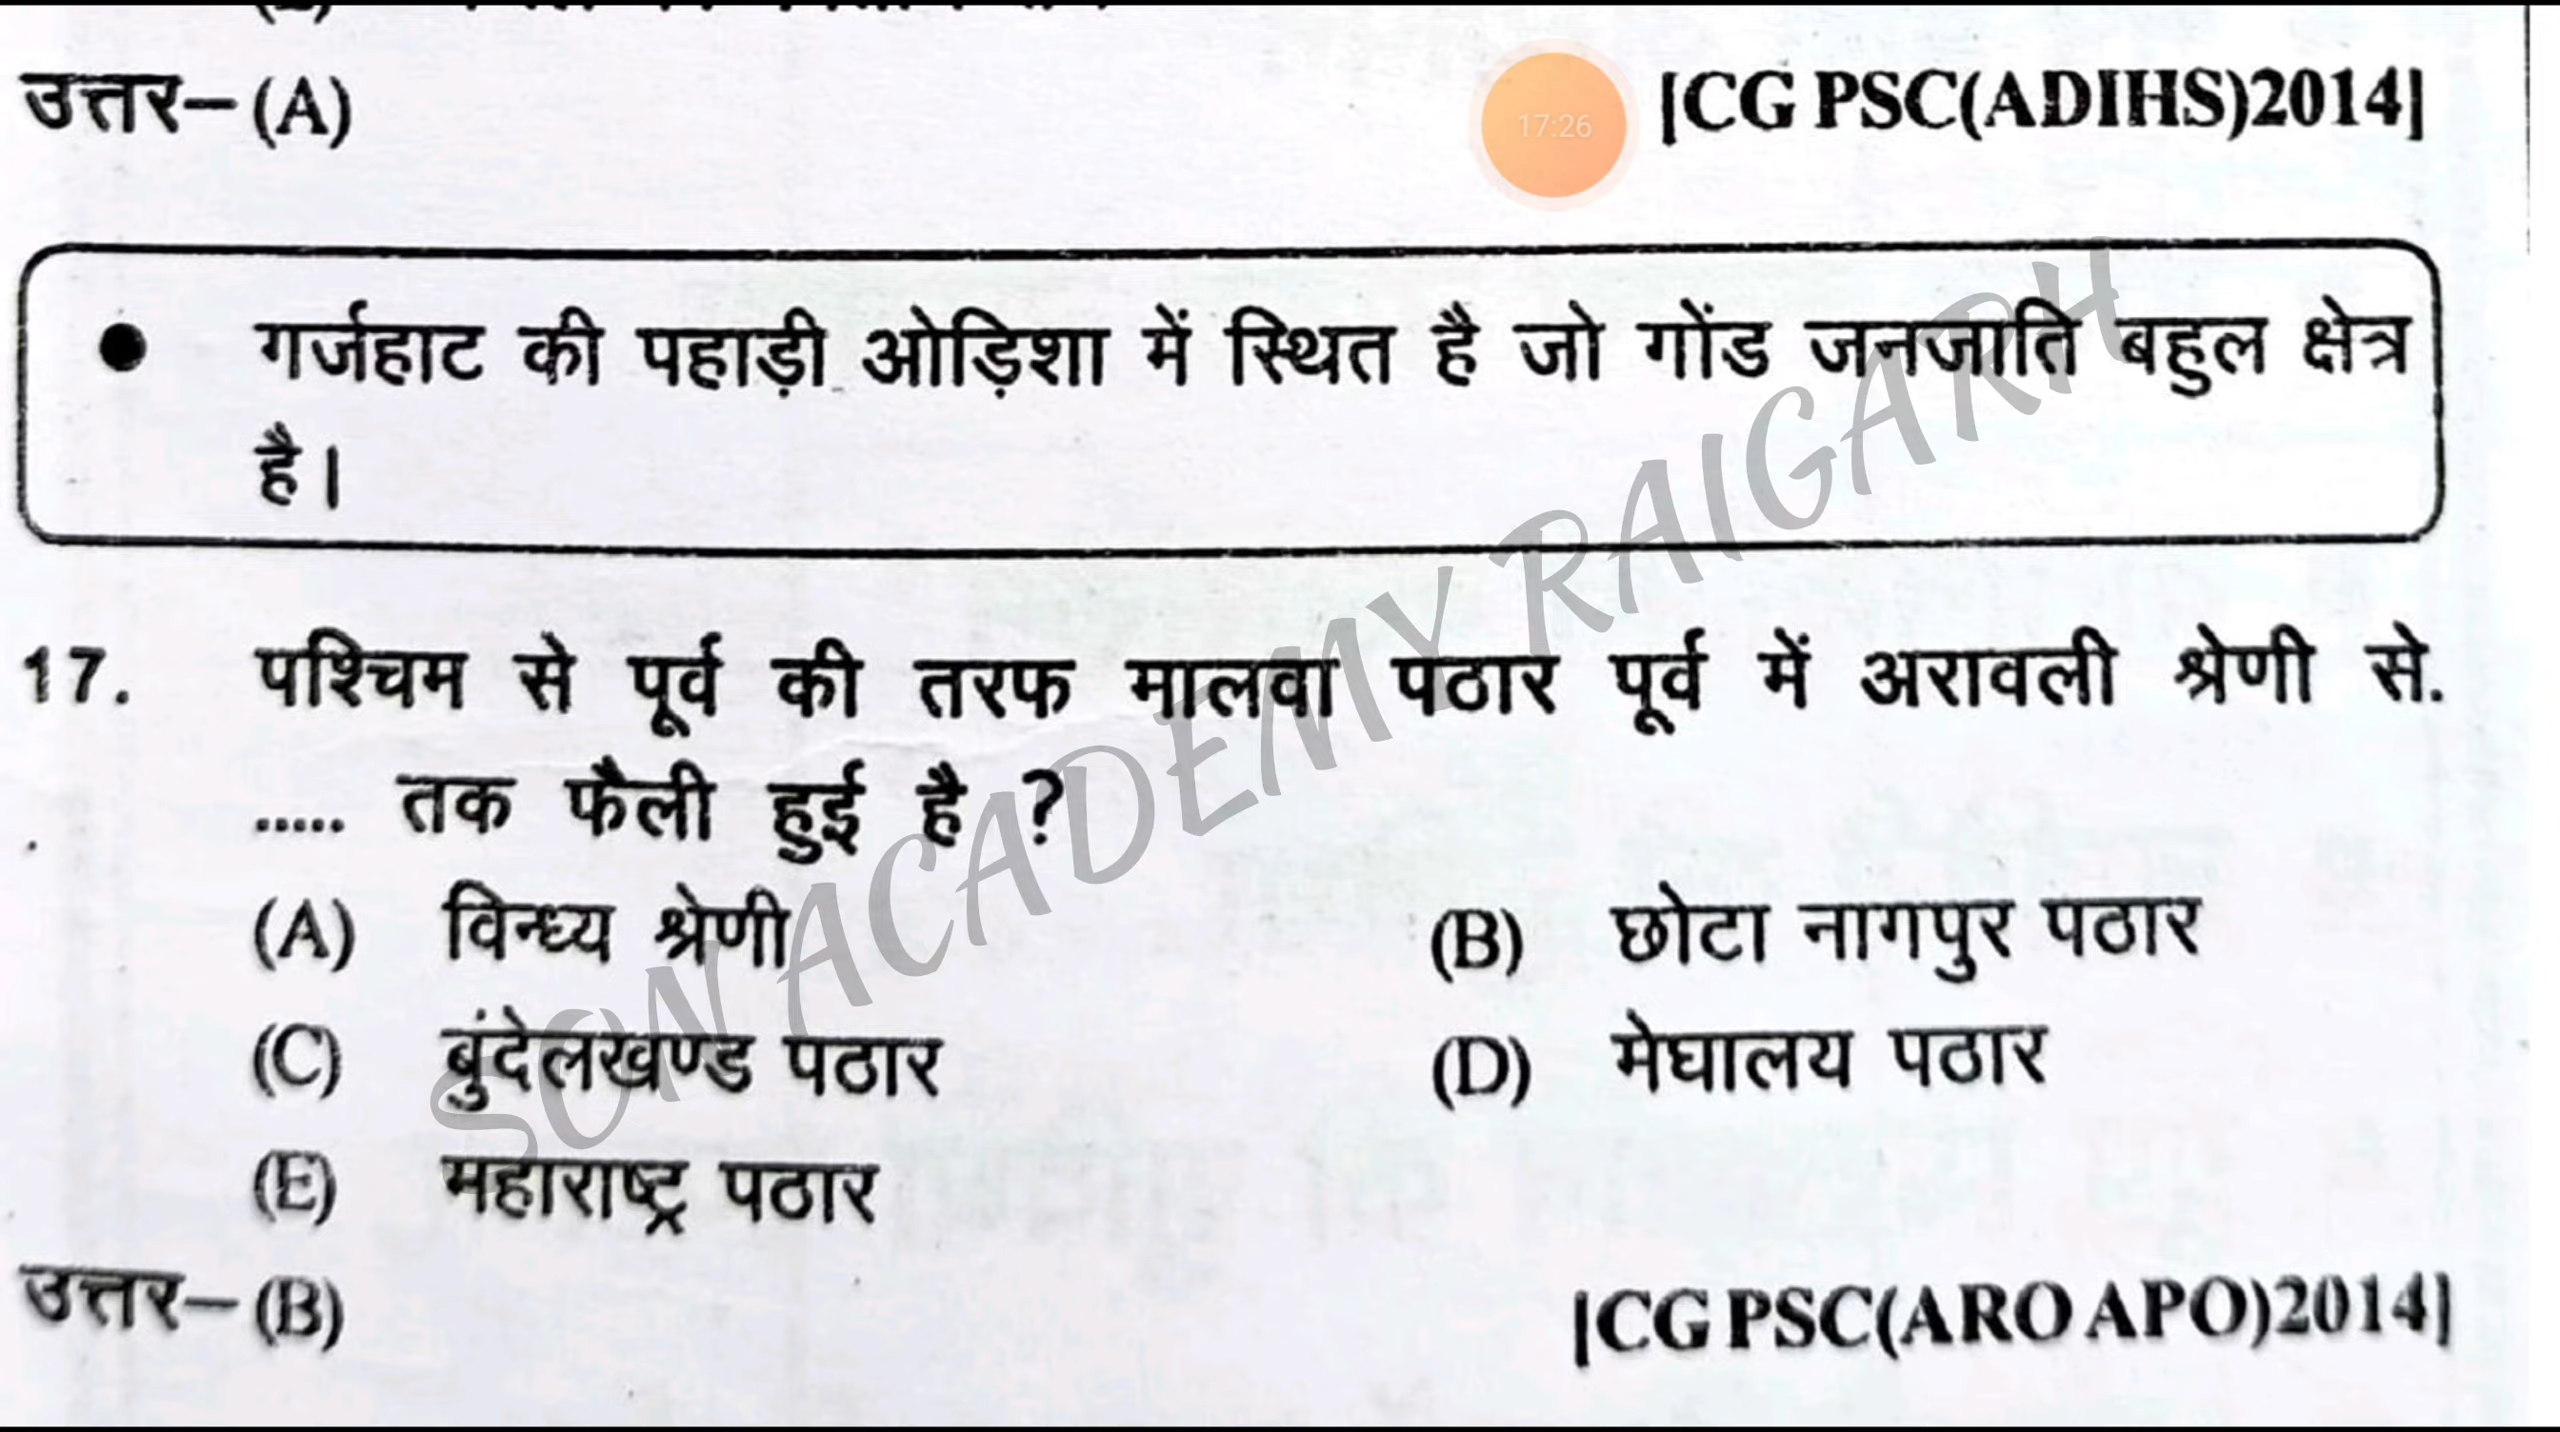 उत्तर– (A) [CG PSC(ADIHS)2014]
17:26
● गर्जहाट की पहाड़ी ओड़िशा में स्थित है जो गोंड जनजाति बहुल क्षेत्र
है।
17. पश्चिम से पूर्व की तरफ मालवा पठार पूर्व में अरावली श्रेणी से.
..... तक फैली हुई है ?
(A) विन्ध्य श्रेणी (B) छोटा नागपुर पठार
(C) बुंदेलखण्ड पठार (D) मेघालय पठार
(E) महाराष्ट्र पठार
उत्तर– (B) [CG PSC(ARO APO)2014]
SON ACADEMY RAIGARH